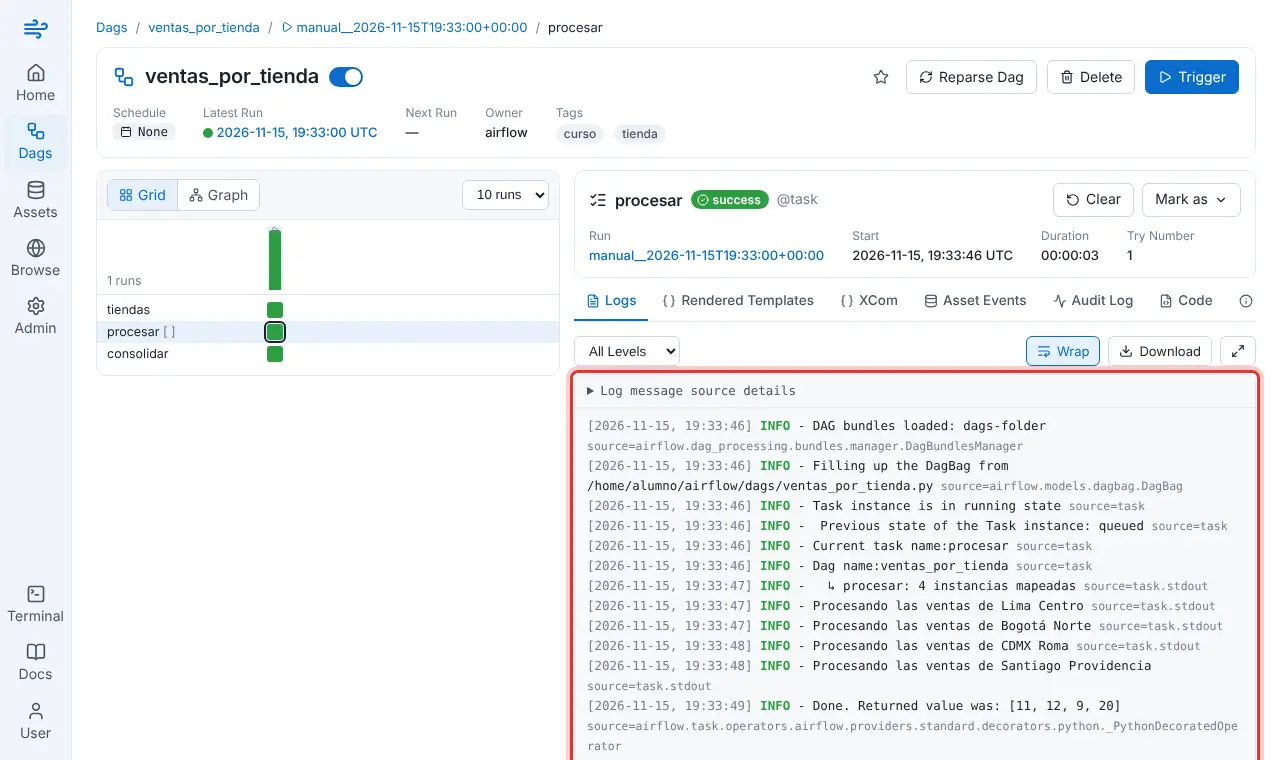 Dags / ventas_por_tienda / manual__2026-11-15T19:33:00+00:00 / procesar
Home
Dags
Assets
Browse
Admin
Terminal
Docs
User
ventas_por_tienda
Reparse Dag
Delete
Trigger
Schedule
None
Latest Run
2026-11-15, 19:33:00 UTC
Next Run
—
Owner
airflow
Tags
curso tienda
Grid
Graph
10 runs
1 runs
tiendas
procesar [ ]
consolidar
procesar success @task
Clear
Mark as
Run
manual__2026-11-15T19:33:00+00:00
Start
2026-11-15, 19:33:46 UTC
Duration
00:00:03
Try Number
1
Logs
Rendered Templates
XCom
Asset Events
Audit Log
Code
All Levels
Wrap
Download
Log message source details
[2026-11-15, 19:33:46] INFO - DAG bundles loaded: dags-folder
source=airflow.dag_processing.bundles.manager.DagBundlesManager
[2026-11-15, 19:33:46] INFO - Filling up the DagBag from
/home/alumno/airflow/dags/ventas_por_tienda.py source=airflow.models.dagbag.DagBag
[2026-11-15, 19:33:46] INFO - Task instance is in running state source=task
[2026-11-15, 19:33:46] INFO -  Previous state of the Task instance: queued source=task
[2026-11-15, 19:33:46] INFO - Current task name:procesar source=task
[2026-11-15, 19:33:46] INFO - Dag name:ventas_por_tienda source=task
[2026-11-15, 19:33:47] INFO -   ↳ procesar: 4 instancias mapeadas source=task.stdout
[2026-11-15, 19:33:47] INFO - Procesando las ventas de Lima Centro source=task.stdout
[2026-11-15, 19:33:47] INFO - Procesando las ventas de Bogotá Norte source=task.stdout
[2026-11-15, 19:33:48] INFO - Procesando las ventas de CDMX Roma source=task.stdout
[2026-11-15, 19:33:48] INFO - Procesando las ventas de Santiago Providencia
source=task.stdout
[2026-11-15, 19:33:49] INFO - Done. Returned value was: [11, 12, 9, 20]
source=airflow.task.operators.airflow.providers.standard.decorators.python._PythonDecoratedOpe
rator